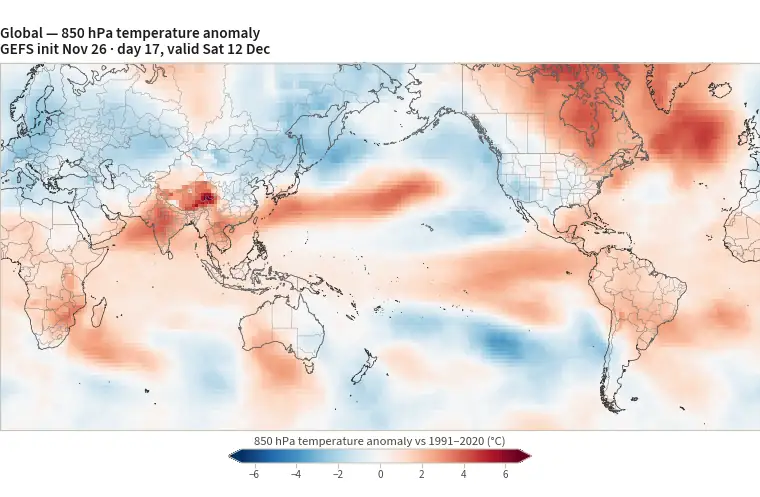 Global — 850 hPa temperature anomaly
GEFS init Nov 26 · day 17, valid Sat 12 Dec
850 hPa temperature anomaly vs 1991–2020 (°C)
−6 −4 −2 0 2 4 6